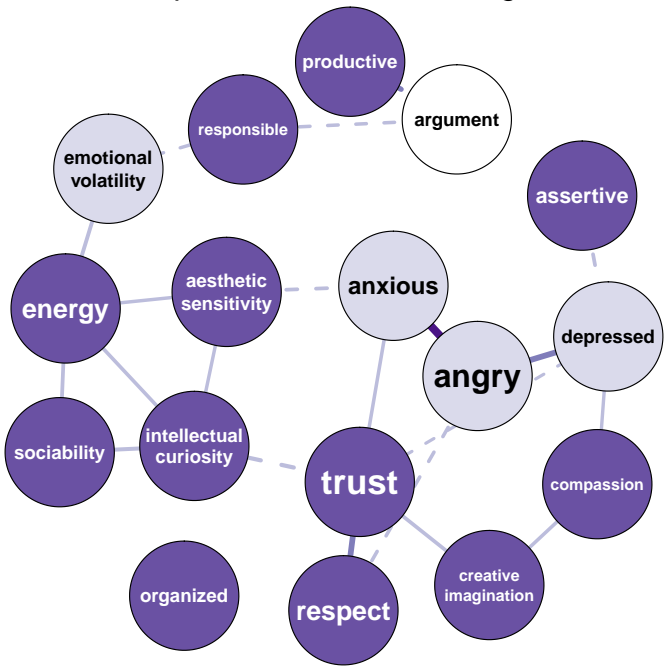 productive
argument
responsible
emotional
volatility
assertive
aesthetic
sensitivity
anxious
energy
depressed
angry
intellectual
curiosity
sociability
trust
compassion
creative
imagination
organized
respect